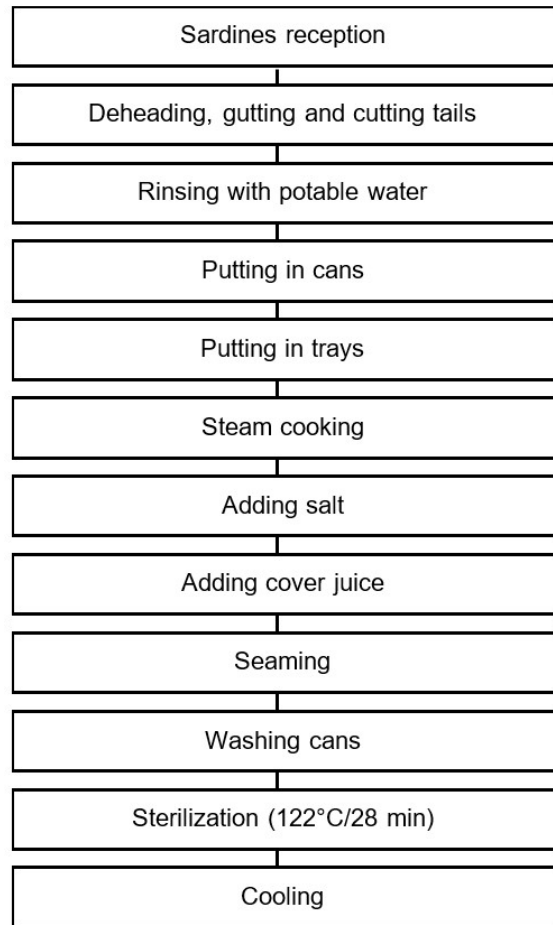 Sardines reception
Deheading, gutting and cutting tails
Rinsing with potable water
Putting in cans
Putting in trays
Steam cooking
Adding salt
Adding cover juice
Seaming
Washing cans
Sterilization (122°C/28 min)
Cooling